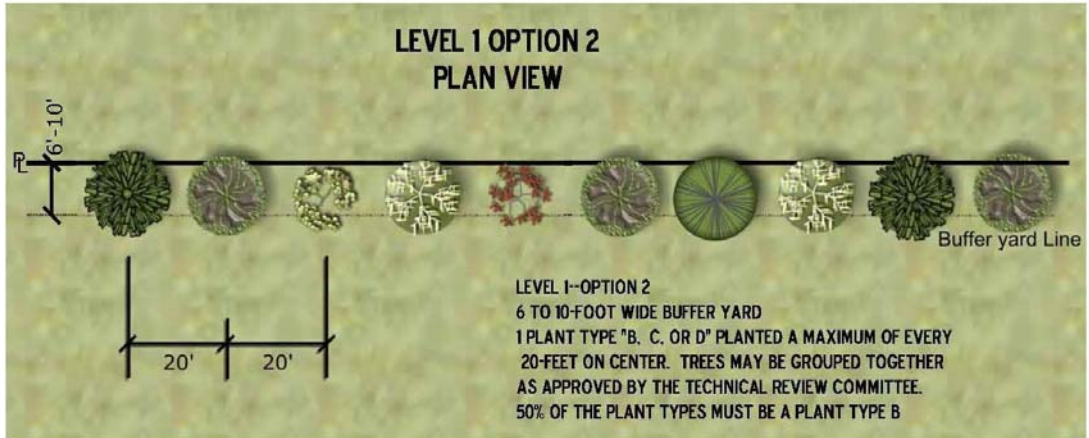 LEVEL 1 OPTION 2
PLAN VIEW
6'-10'
PL
Buffer yard Line
20'
20'
LEVEL 1--OPTION 2
6 TO 10-FOOT WIDE BUFFER YARD
1 PLANT TYPE "B, C, OR D" PLANTED A MAXIMUM OF EVERY
20-FEET ON CENTER. TREES MAY BE GROUPED TOGETHER
AS APPROVED BY THE TECHNICAL REVIEW COMMITTEE.
50% OF THE PLANT TYPES MUST BE A PLANT TYPE B